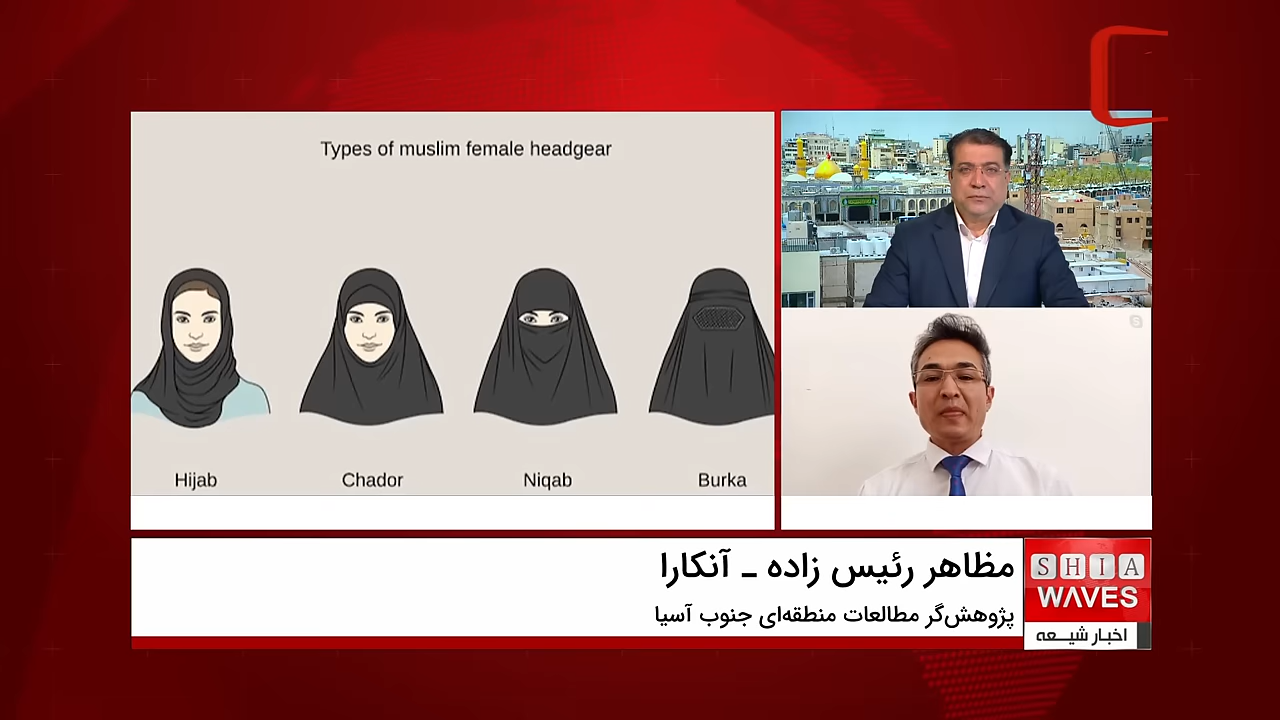 Types of muslim female headgear
Hijab
Chador
Niqab
Burka
مظاهر رئیس زاده ـ آنکارا
پژوهش‌گر مطالعات منطقه‌ای جنوب آسیا
SHIA
WAVES
اخبار شیـعه